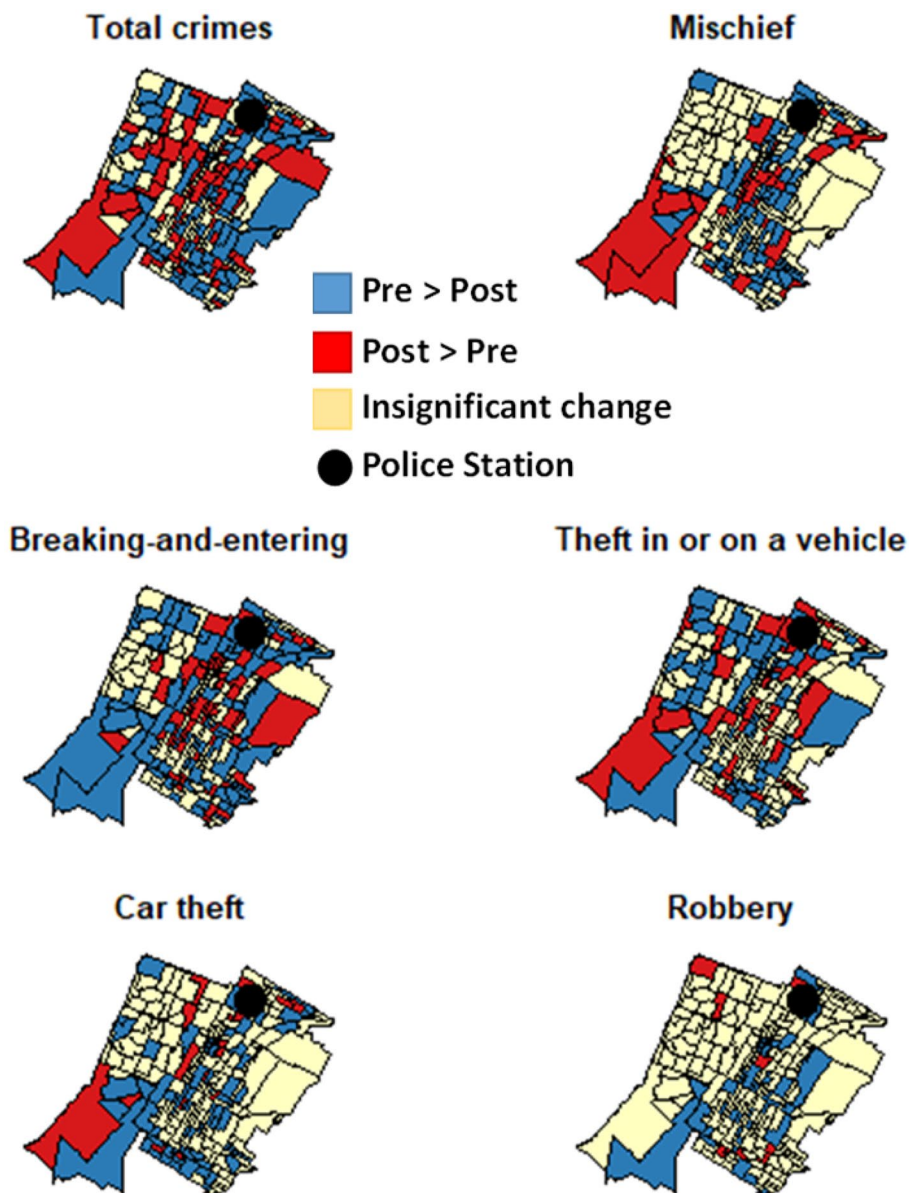 Total crimes
Mischief
Pre > Post
Post > Pre
Insignificant change
Police Station
Breaking-and-entering
Theft in or on a vehicle
Car theft
Robbery